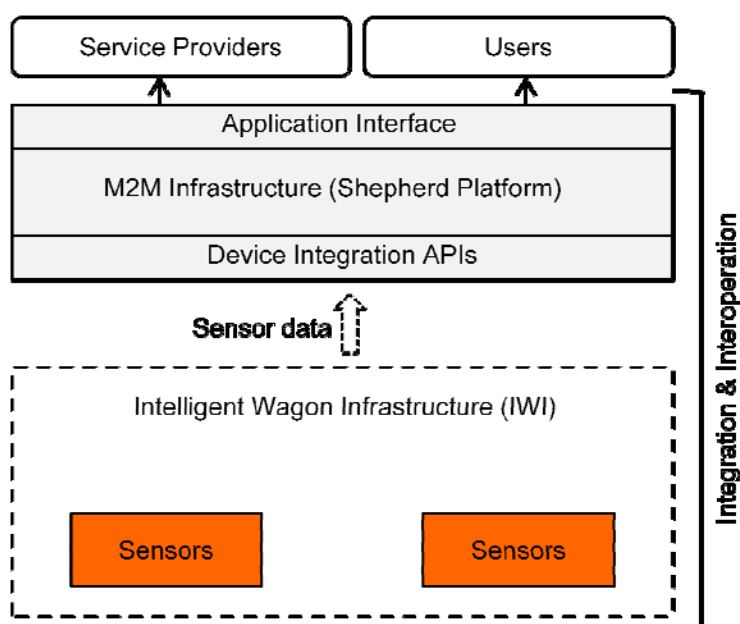 Service Providers
Users
Application Interface
M2M Infrastructure (Shepherd Platform)
Device Integration APIs
Sensor data
Intelligent Wagon Infrastructure (IWI)
Sensors
Sensors
Integration & Interoperation